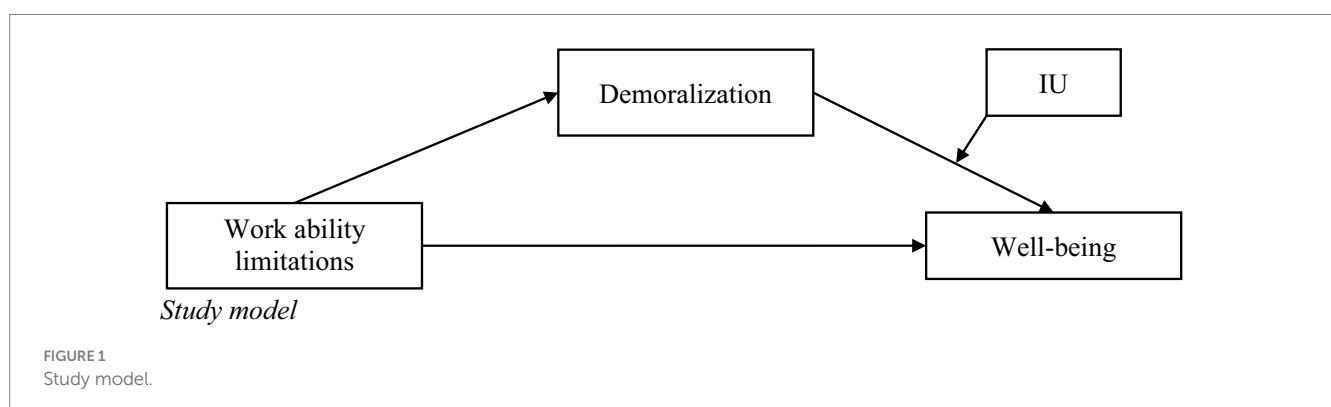 Demoralization
IU
Work ability
limitations
Well-being
Study model
FIGURE 1
Study model.